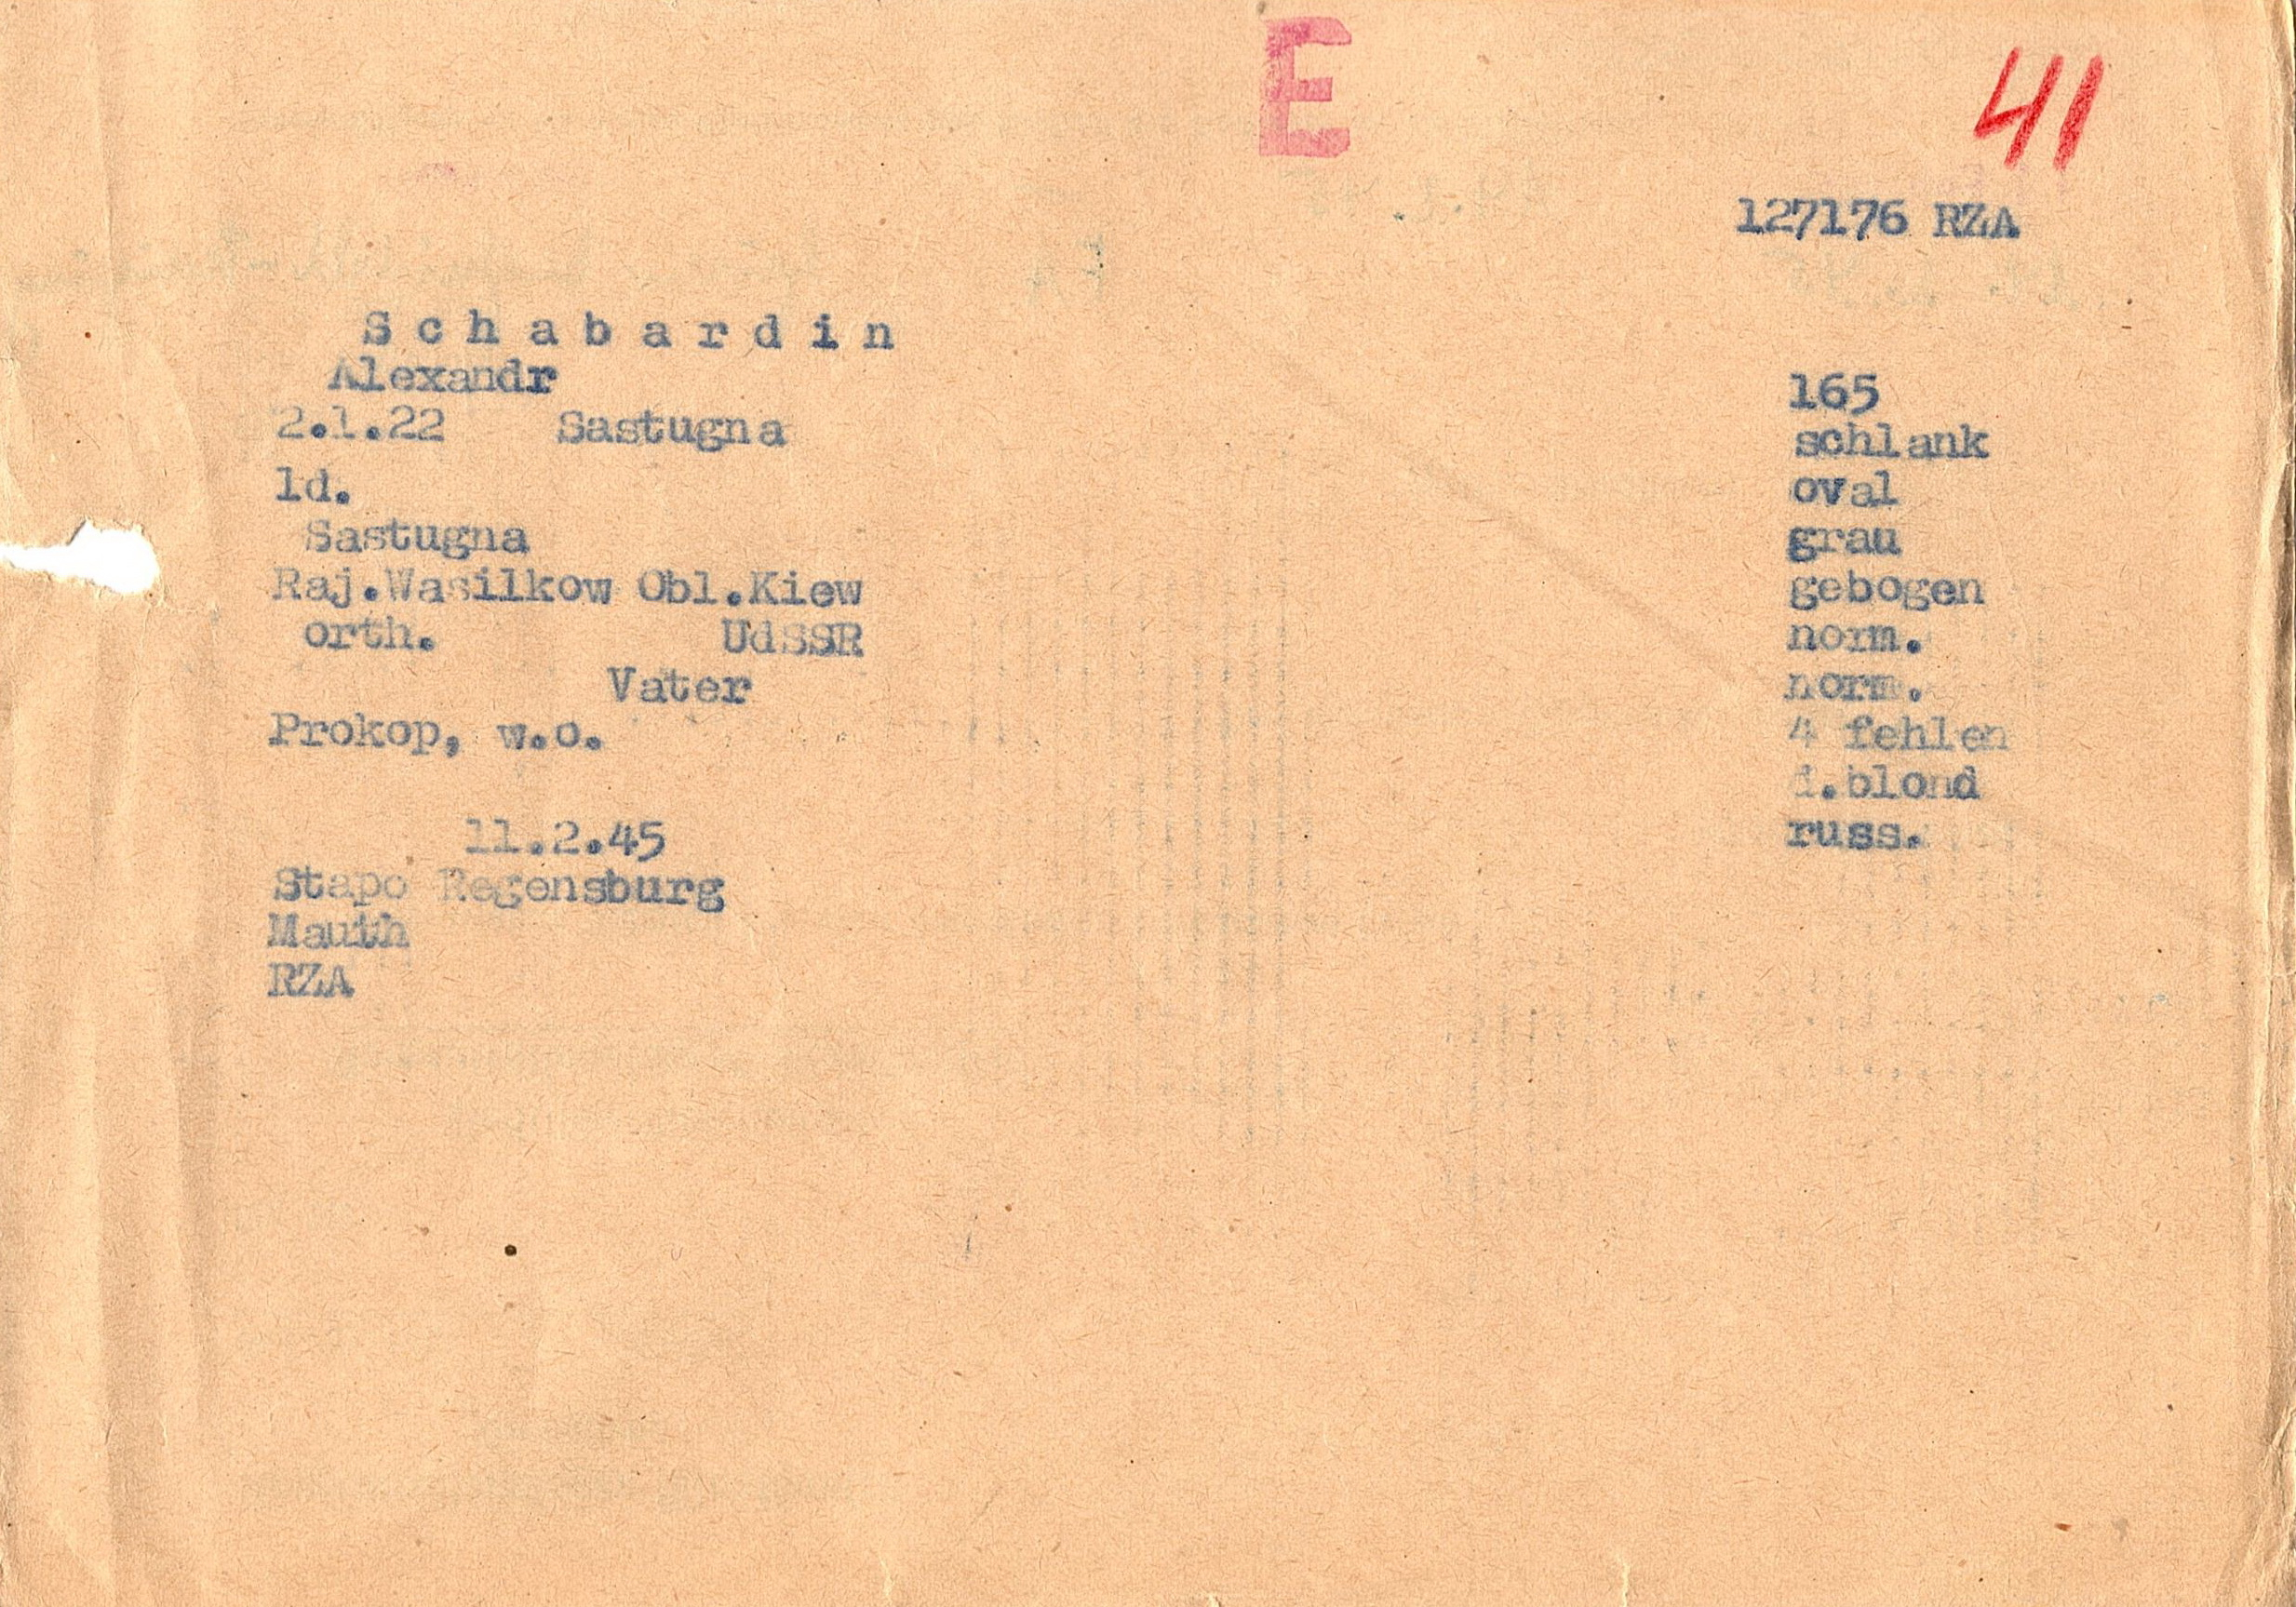 E
41
127176 RZA
Schabardin
Alexandr
2.1.22 Sastugna
ld.
Sastugna
Raj.Wasilkow Obl.Kiew
orth. UdSSR
Vater
Prokop, w.o.
11.2.45
Stapo Regensburg
Mauth
RZA
165
schlank
oval
grau
gebogen
norm.
norm.
4 fehlen
d.blond
russ.